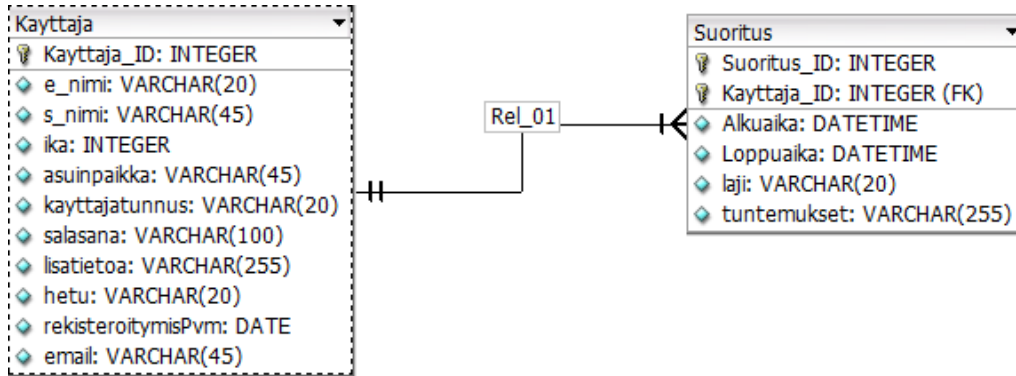 Kayttaja
Kayttaja_ID: INTEGER
e_nimi: VARCHAR(20)
s_nimi: VARCHAR(45)
ika: INTEGER
asuinpaikka: VARCHAR(45)
kayttajatunnus: VARCHAR(20)
salasana: VARCHAR(100)
lisatietoa: VARCHAR(255)
hetu: VARCHAR(20)
rekisteroitymisPvm: DATE
email: VARCHAR(45)
Rel_01
Suoritus
Suoritus_ID: INTEGER
Kayttaja_ID: INTEGER (FK)
Alkuaika: DATETIME
Loppuaika: DATETIME
laji: VARCHAR(20)
tuntemukset: VARCHAR(255)